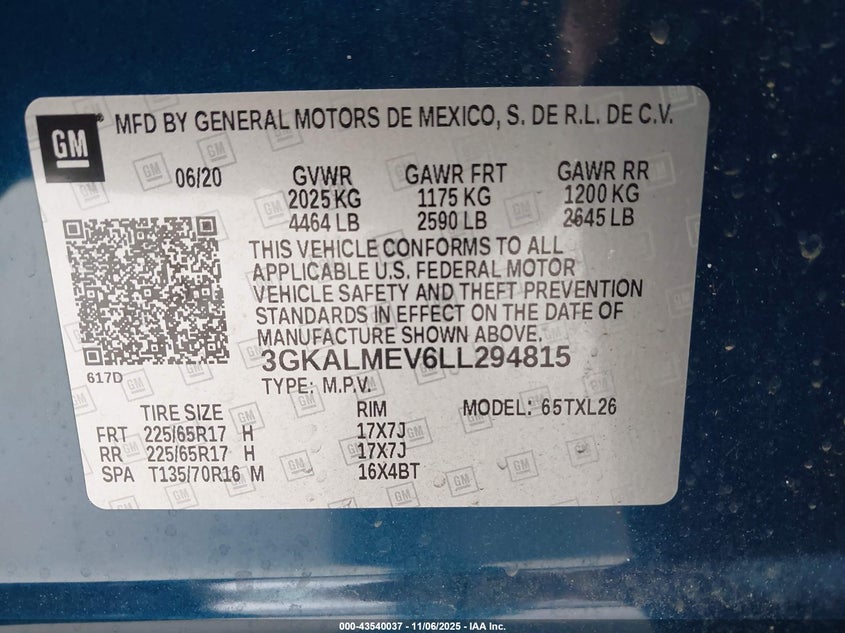 GM
MFD BY GENERAL MOTORS DE MEXICO, S. DE R.L. DE C.V.
06/20 GVWR GAWR FRT GAWR RR
2025 KG 1175 KG 1200 KG
4464 LB 2590 LB 2645 LB
THIS VEHICLE CONFORMS TO ALL
APPLICABLE U.S. FEDERAL MOTOR
VEHICLE SAFETY AND THEFT PREVENTION
STANDARDS IN EFFECT ON THE DATE OF
MANUFACTURE SHOWN ABOVE.
3GKALMEV6LL294815
617D
TYPE: M.P.V.
TIRE SIZE RIM MODEL: 65TXL26
FRT 225/65R17 H 17X7J
RR 225/65R17 H 17X7J
SPA T135/70R16 M 16X4BT
000-43540037 - 11/06/2025 - IAA Inc.